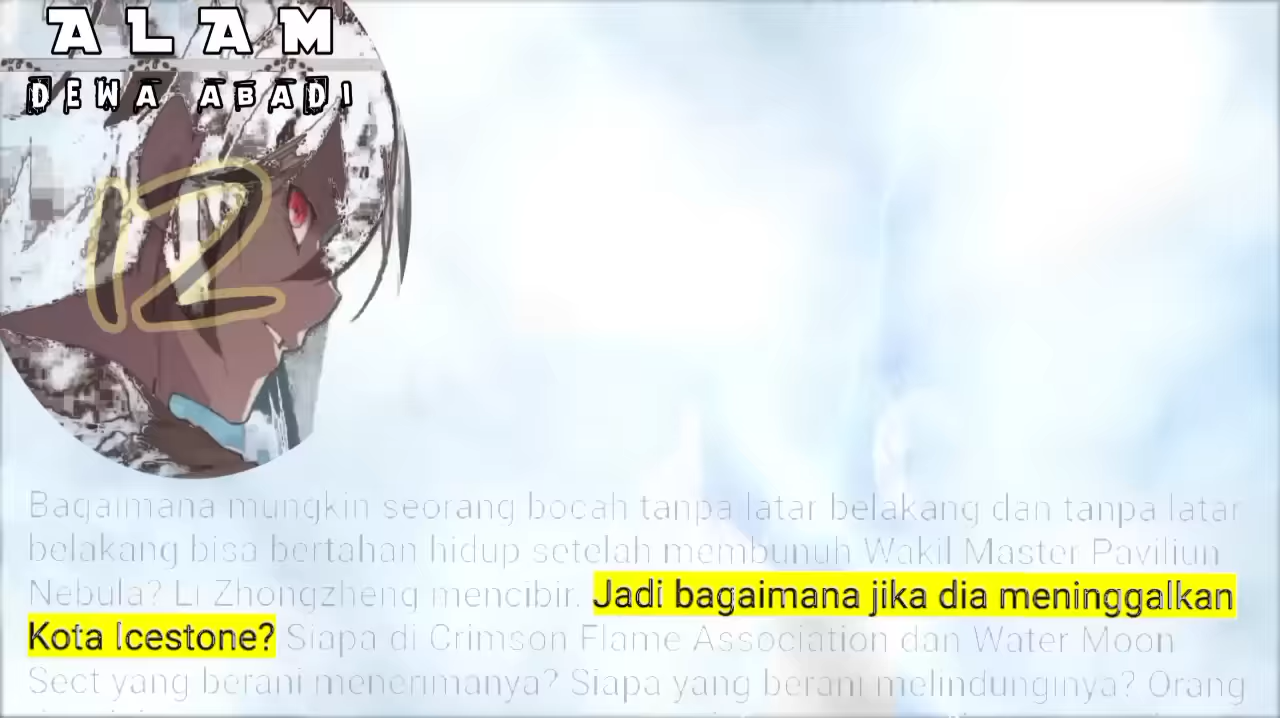 ALAM
DEWA ABADI
12
Bagaimana mungkin seorang bocah tanpa latar belakang dan tanpa latar
belakang bisa bertahan hidup setelah membunuh Wakil Master Paviliun
Nebula? Li Zhongzheng mencibir. Jadi bagaimana jika dia meninggalkan
Kota Icestone? Siapa di Crimson Flame Association dan Water Moon
Sect yang berani menerimanya? Siapa yang berani melindunginya? Orang